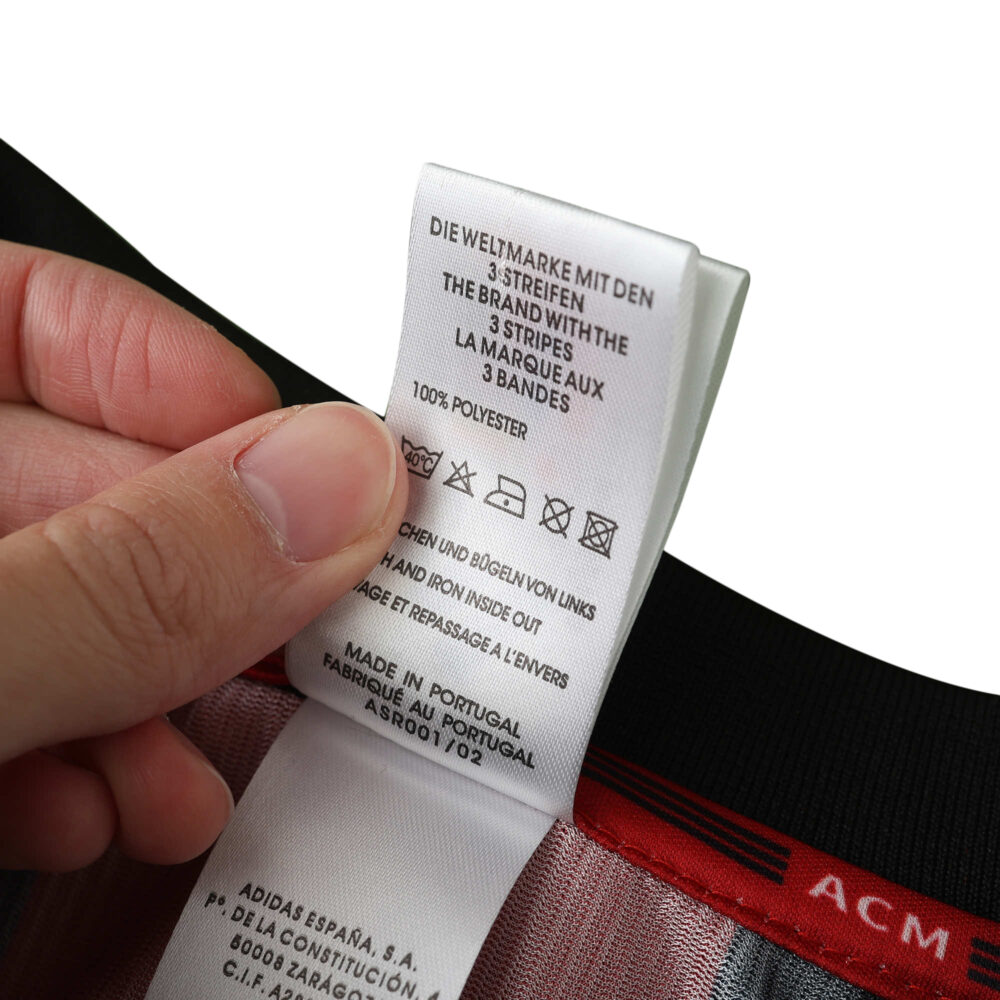 DIE WELTMARKE MIT DEN
3 STREIFEN
THE BRAND WITH THE
3 STRIPES
LA MARQUE AUX
3 BANDES
100% POLYESTER
40°C
CHEN UND BÜGELN VON LINKS
H AND IRON INSIDE OUT
AGE ET REPASSAGE A L'ENVERS
MADE IN PORTUGAL
FABRIQUÉ AU PORTUGAL
ASR001/02
ADIDAS ESPAÑA, S.A.
Pº. DE LA CONSTITUCIÓN, 4
50008 ZARAGOZ
C.I.F. A28
ACM